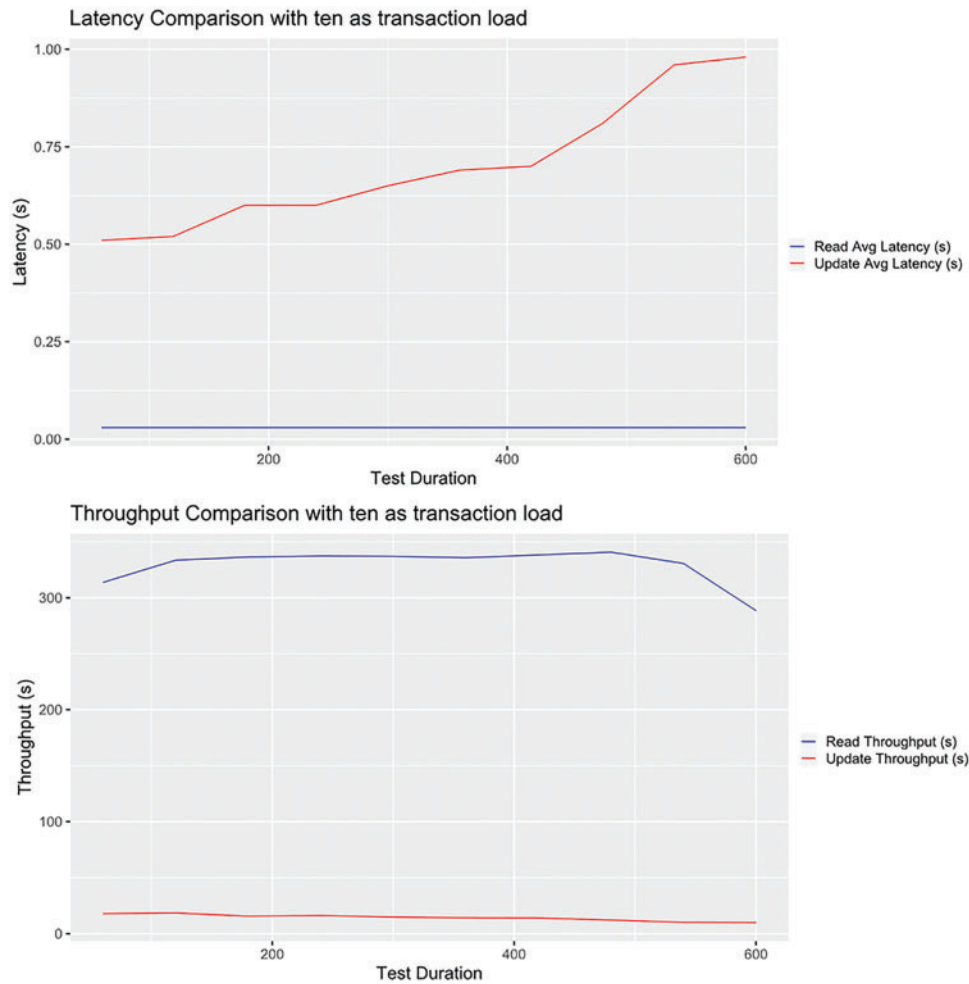 Latency Comparison with ten as transaction load
1.00
0.75
0.50
0.25
0.00
Latency (s)
200
400
600
Test Duration
Read Avg Latency (s)
Update Avg Latency (s)
Throughput Comparison with ten as transaction load
300
200
100
0
Throughput (s)
200
400
600
Test Duration
Read Throughput (s)
Update Throughput (s)